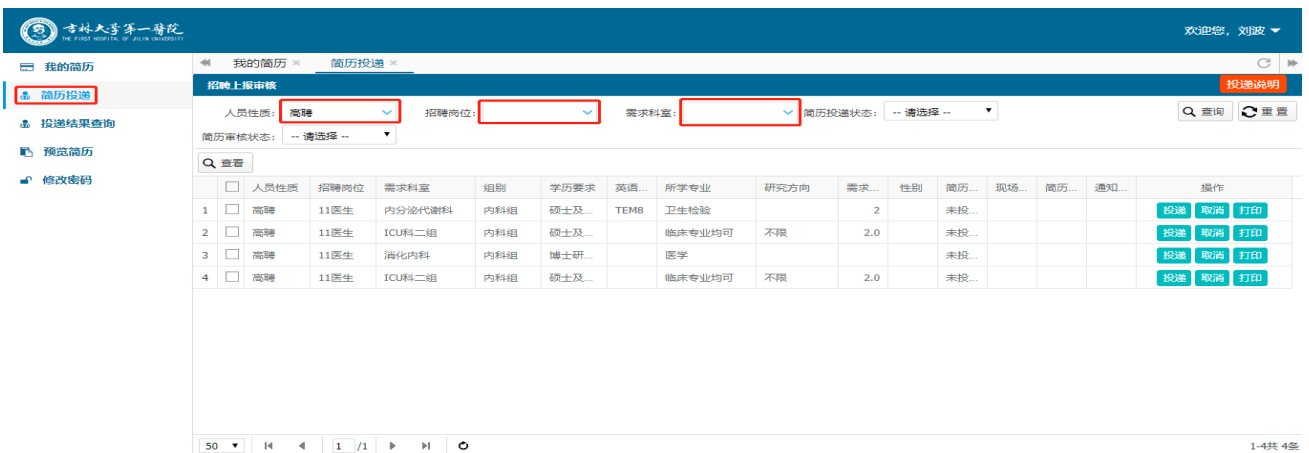 吉林大学第一醫院
THE FIRST HOSPITAL OF JILIN UNIVERSITY
欢迎您，刘波
我的简历
简历投递
投递结果查询
预览简历
修改密码
我的简历 × 简历投递 ×
招聘上报审核 投递说明
人员性质: 高聘 招聘岗位: 需求科室: 简历投递状态: -- 请选择 -- 查询 重置
简历审核状态: -- 请选择 --
查看
人员性质 招聘岗位 需求科室 组别 学历要求 英语... 所学专业 研究方向 需求... 性别 简历... 现场... 简历... 通知... 操作
1 高聘 11医生 内分泌代谢科 内科组 硕士及... TEM8 卫生检验 2 未投... 投递 取消 打印
2 高聘 11医生 ICU科二组 内科组 硕士及... 临床专业均可 不限 2.0 未投... 投递 取消 打印
3 高聘 11医生 消化内科 内科组 博士研... 医学 未投... 投递 取消 打印
4 高聘 11医生 ICU科二组 内科组 硕士及... 临床专业均可 不限 2.0 未投... 投递 取消 打印
50 1 /1 1-4共 4条